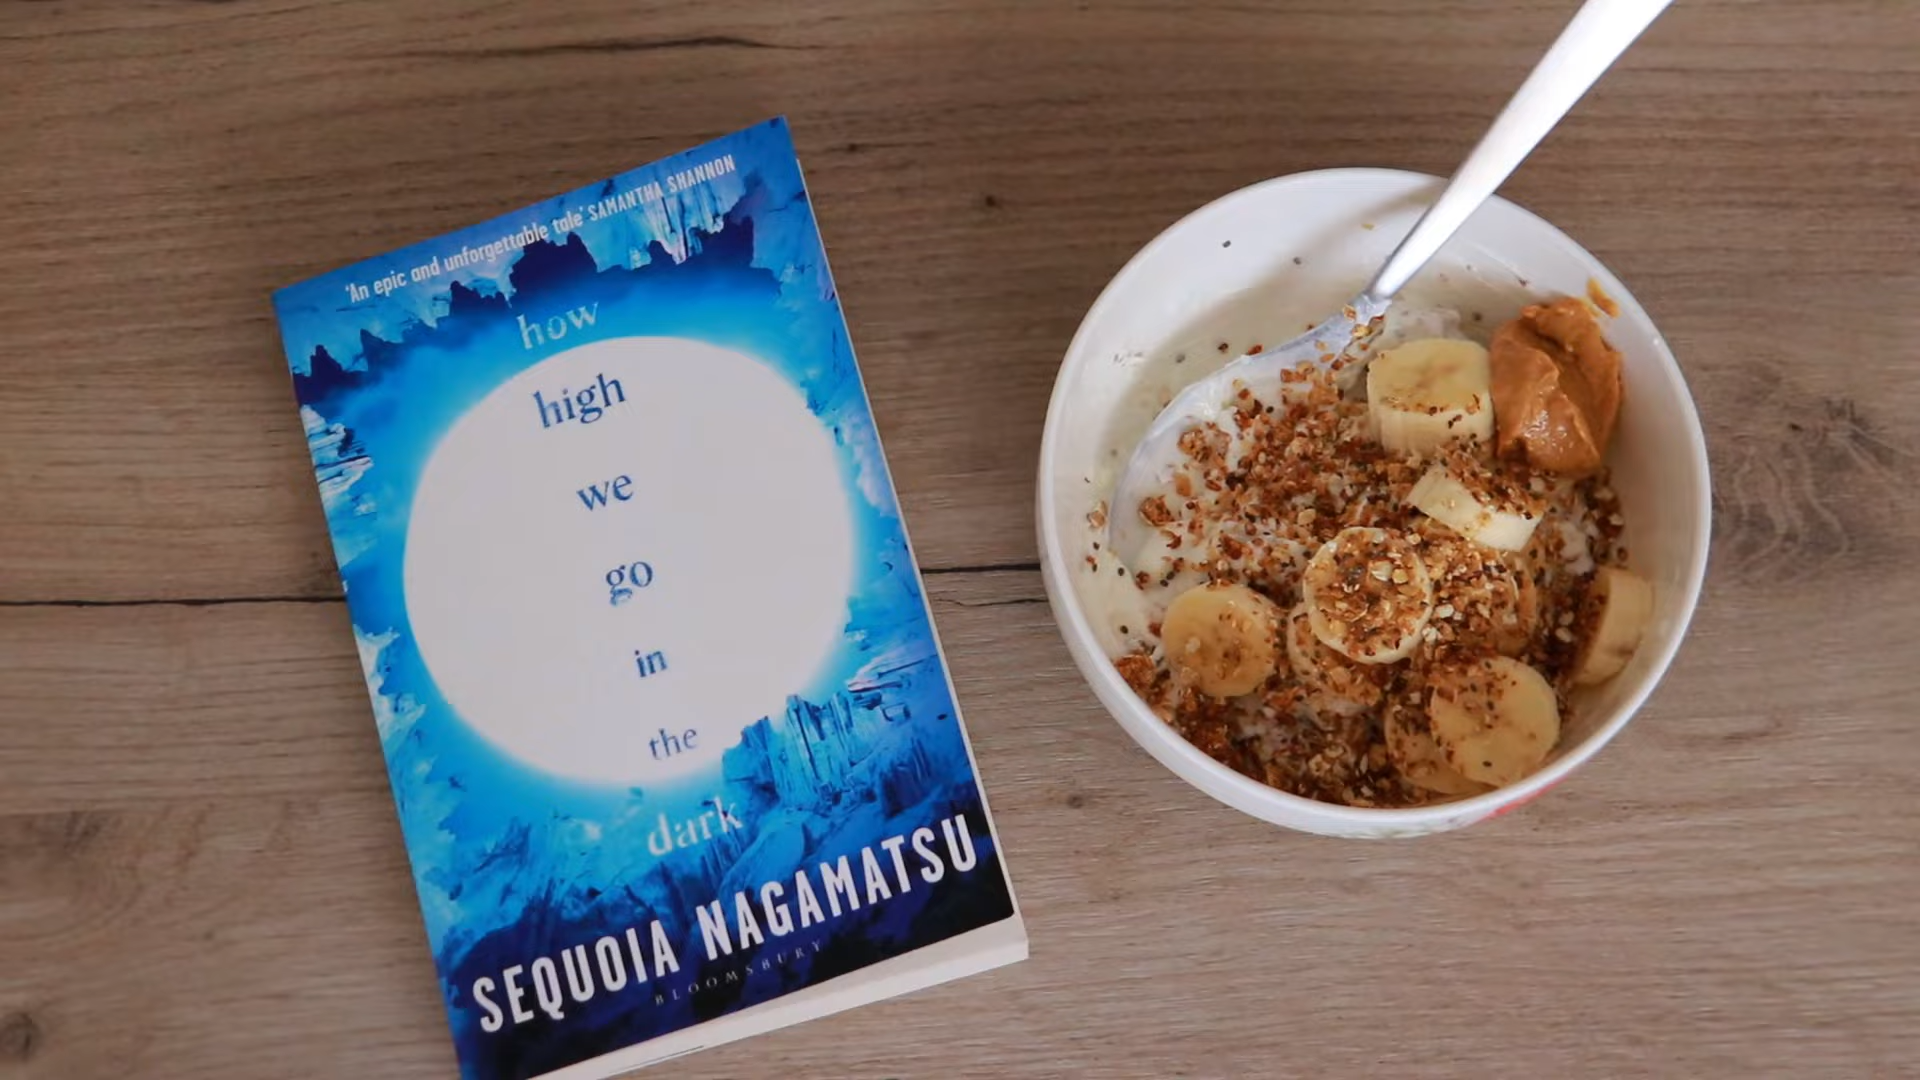 'An epic and unforgettable tale' SAMANTHA SHANNON
how
high
we
go
in
the
dark
SEQUOIA NAGAMATSU
BLOOMSBURY